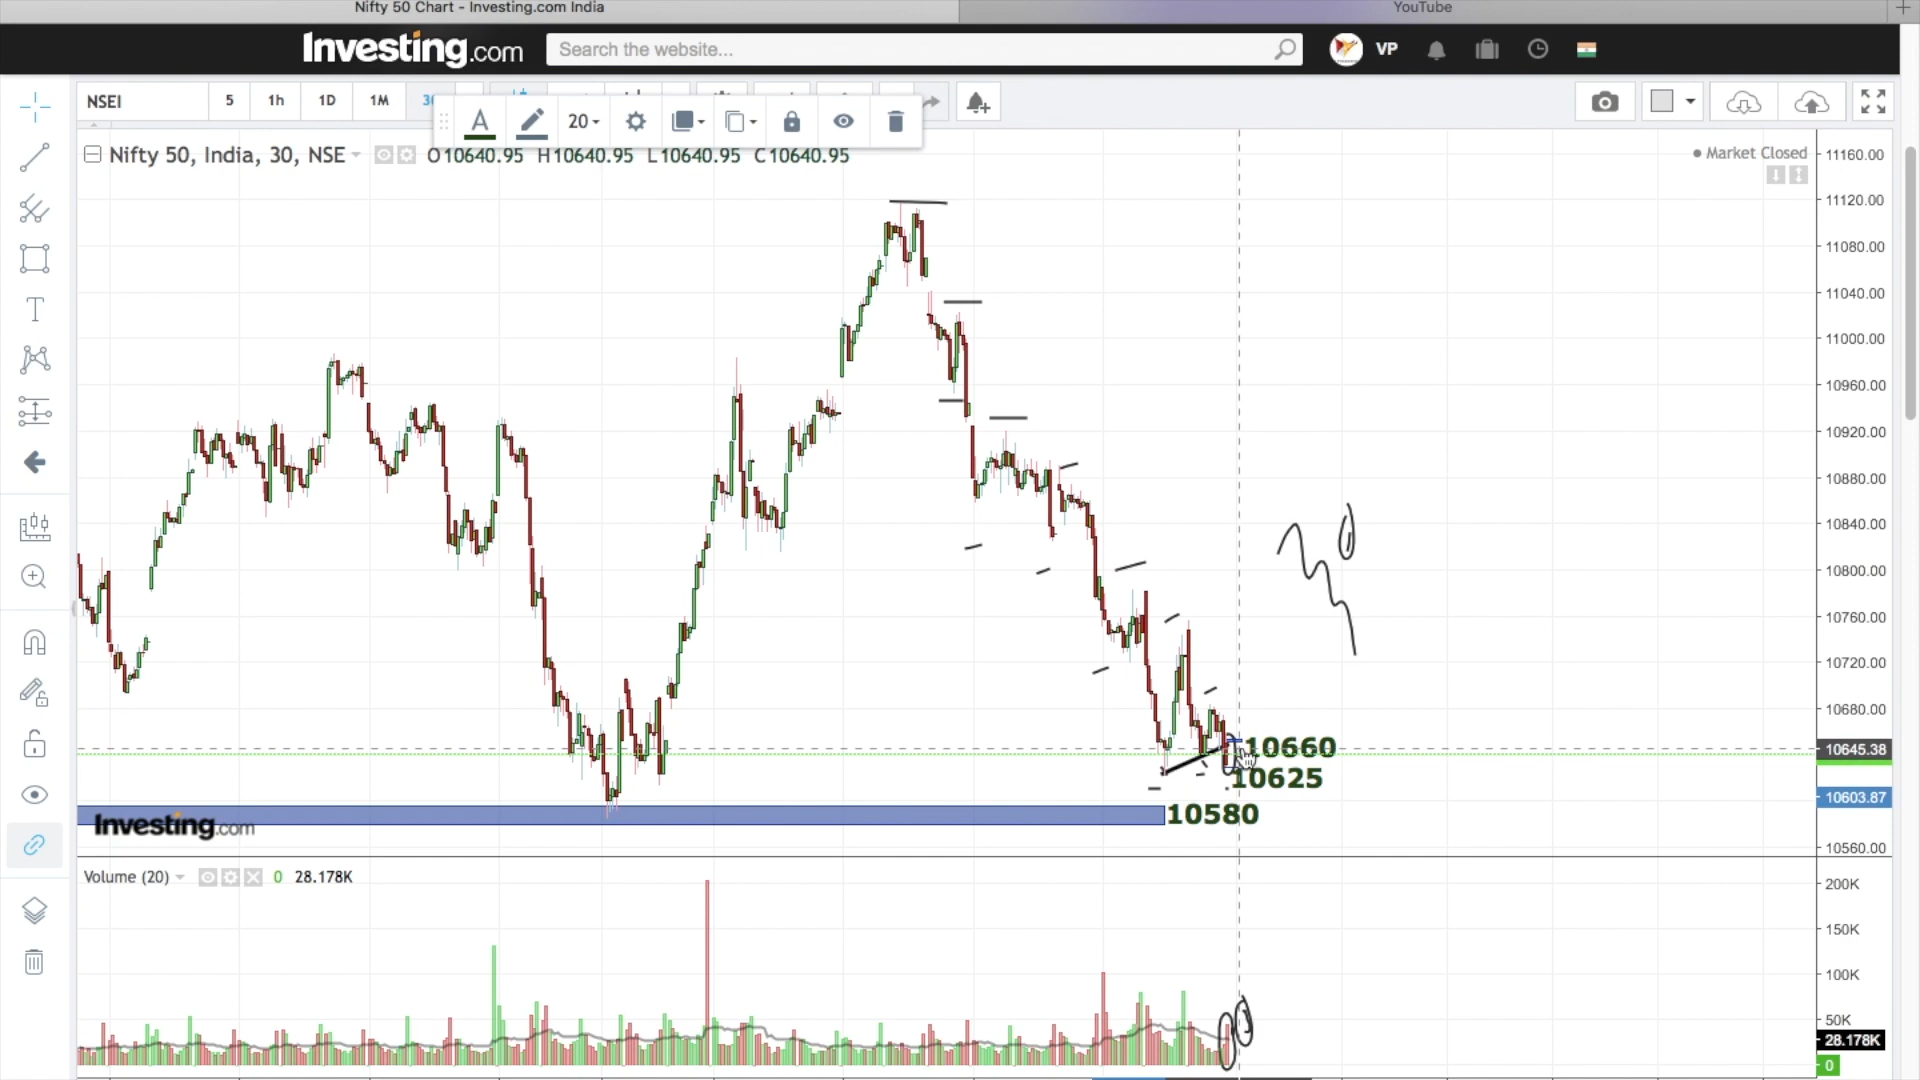 Nifty 50 Chart - Investing.com India
YouTube
Investing.com
Search the website...
VP
NSEI
5
1h
1D
1M
20
Nifty 50, India, 30, NSE
O10640.95 H10640.95 L10640.95 C10640.95
Market Closed
11160.00
11120.00
11080.00
11040.00
11000.00
10960.00
10920.00
10880.00
10840.00
10800.00
10760.00
10720.00
10680.00
10645.38
10603.87
10560.00
10660
10625
10580
Investing.com
Volume (20)
0 28.178K
200K
150K
100K
50K
28.178K
0